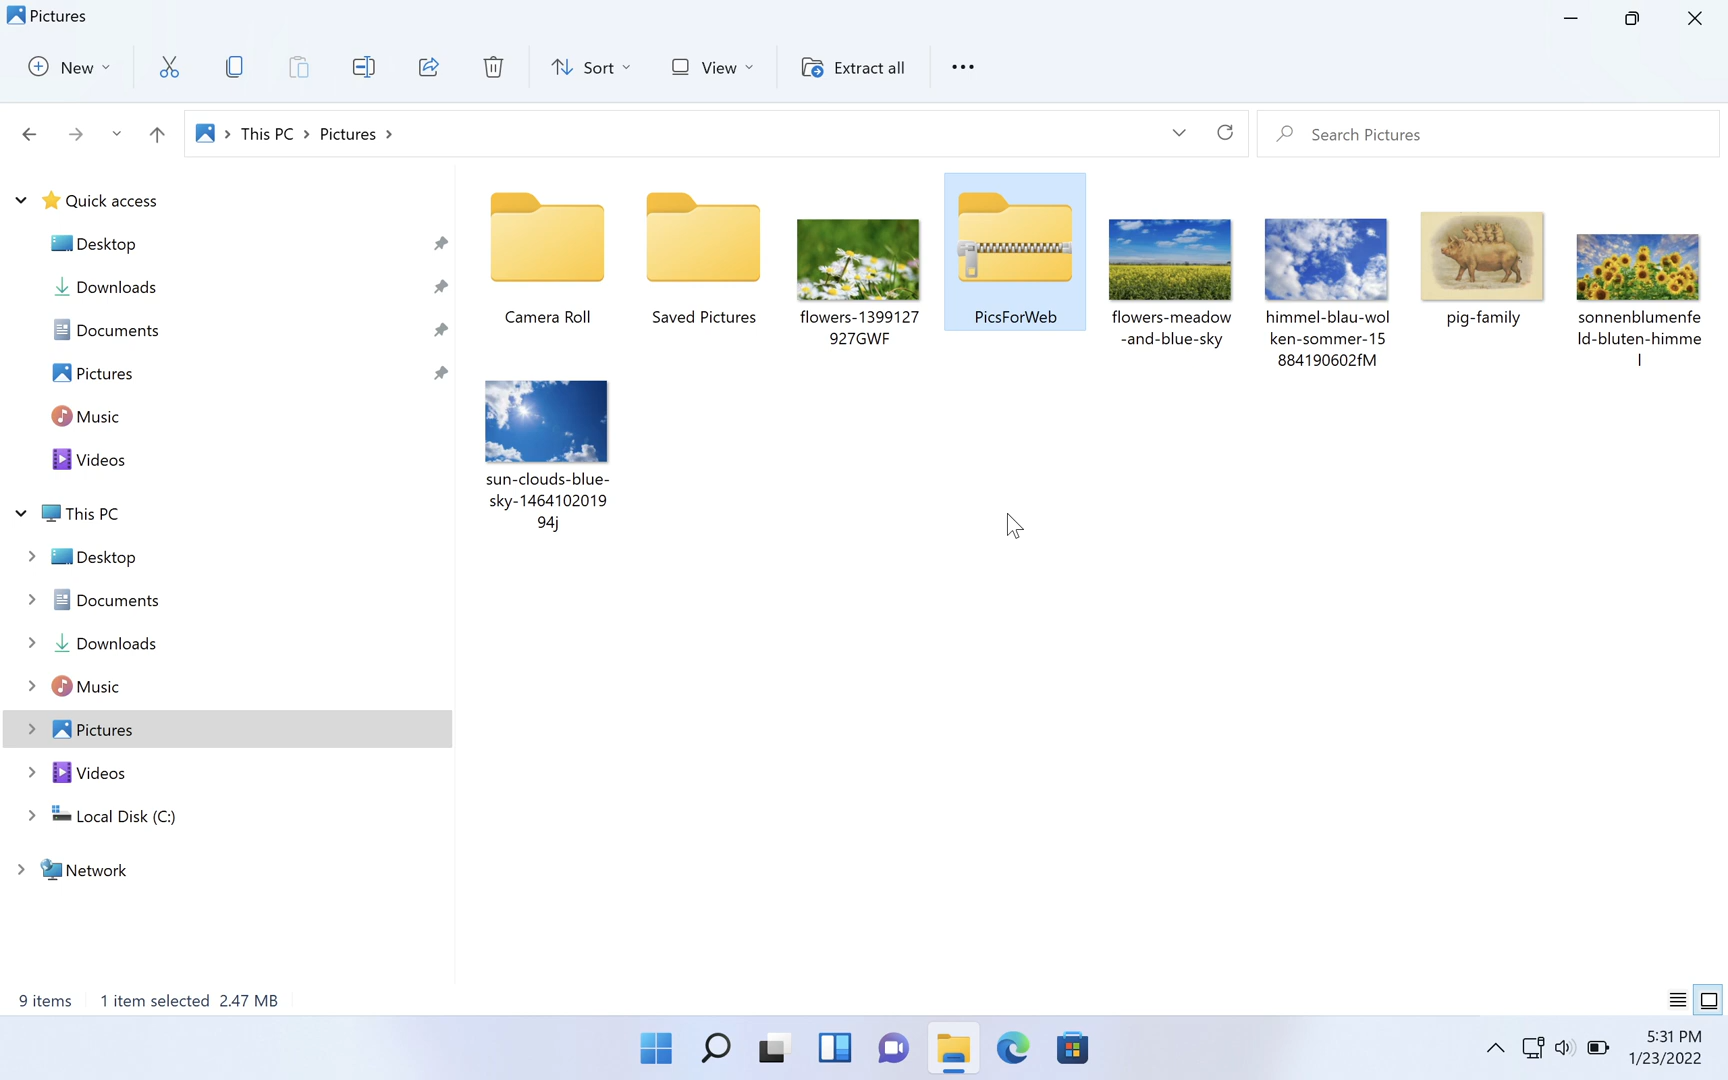 Pictures
New
Sort
View
Extract all
This PC
Pictures
Search Pictures
Quick access
Desktop
Downloads
Documents
Pictures
Music
Videos
This PC
Desktop
Documents
Downloads
Music
Pictures
Videos
Local Disk (C:)
Network
Camera Roll
Saved Pictures
flowers-1399127
927GWF
PicsForWeb
flowers-meadow
-and-blue-sky
himmel-blau-wol
ken-sommer-15
884190602fM
pig-family
sonnenblumenfe
ld-bluten-himme
l
sun-clouds-blue-
sky-1464102019
94j
9 items 1 item selected 2.47 MB
5:31 PM
1/23/2022